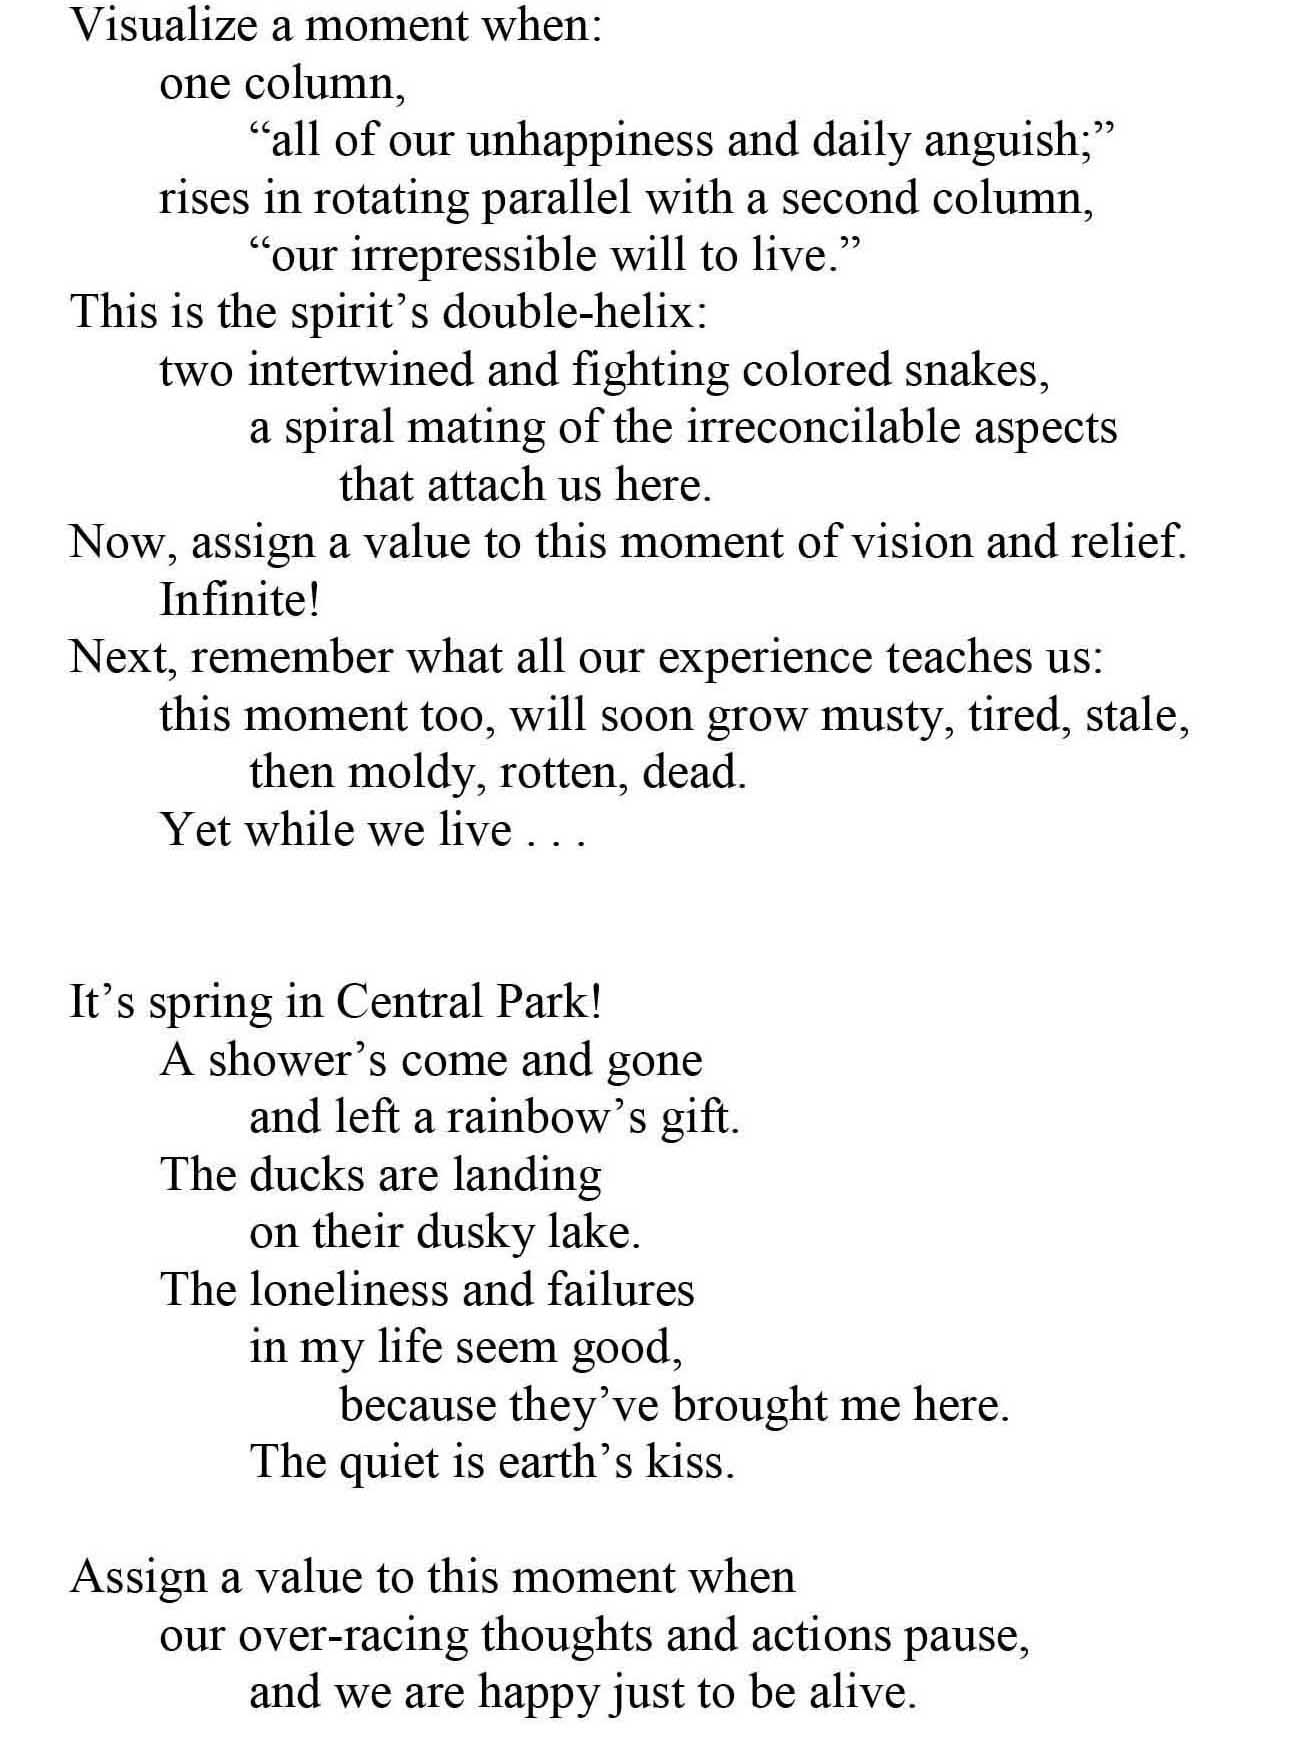 Visualize a moment when:
one column,
“all of our unhappiness and daily anguish;”
rises in rotating parallel with a second column,
“our irrepressible will to live.”
This is the spirit’s double-helix:
two intertwined and fighting colored snakes,
a spiral mating of the irreconcilable aspects
that attach us here.
Now, assign a value to this moment of vision and relief.
Infinite!
Next, remember what all our experience teaches us:
this moment too, will soon grow musty, tired, stale,
then moldy, rotten, dead.
Yet while we live . . .
It’s spring in Central Park!
A shower’s come and gone
and left a rainbow’s gift.
The ducks are landing
on their dusky lake.
The loneliness and failures
in my life seem good,
because they’ve brought me here.
The quiet is earth’s kiss.
Assign a value to this moment when
our over-racing thoughts and actions pause,
and we are happy just to be alive.